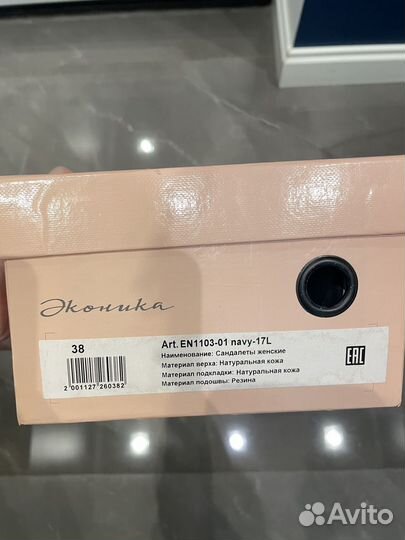 Эконика
38
Art. EN1103-01 navy-17L
Наименование: Сандалеты женские
Материал верха: Натуральная кожа
Материал подкладки: Натуральная кожа
Материал подошвы: Резина
2 001127 260382
EAC
Avito